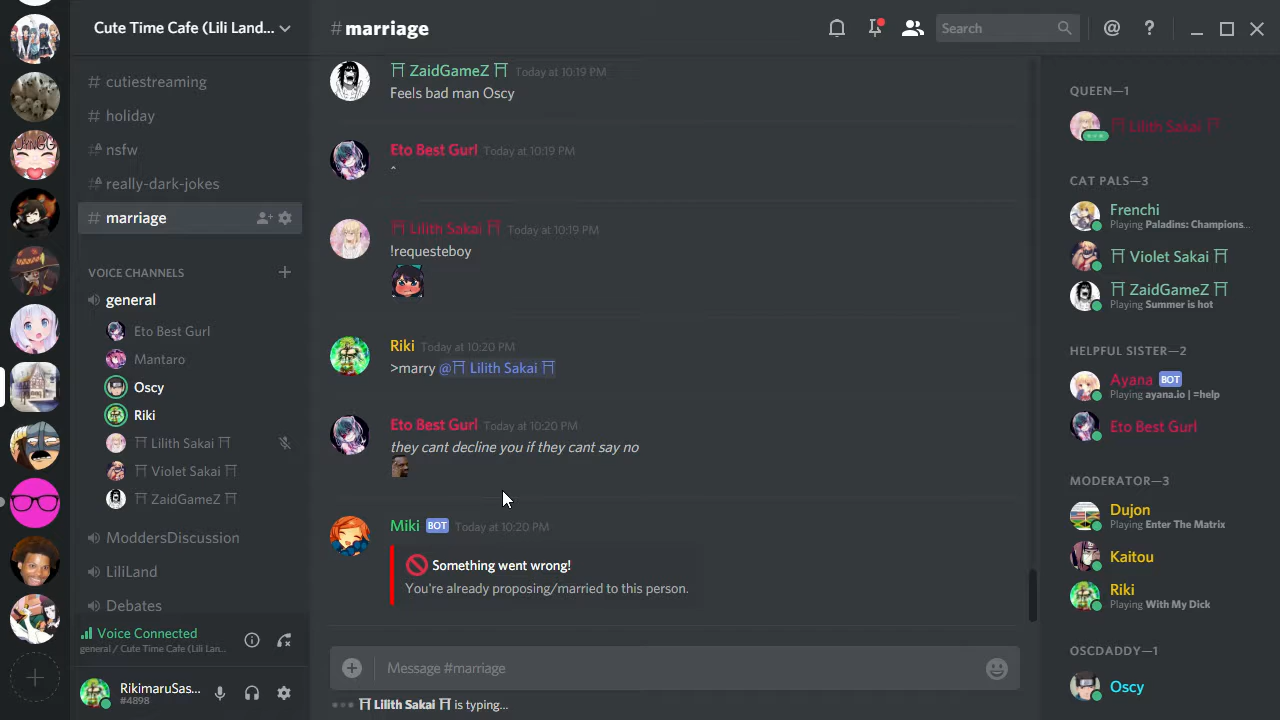 Cute Time Cafe (Lili Land...
# cutiestreaming
# holiday
# nsfw
# really-dark-jokes
# marriage
VOICE CHANNELS
general
Eto Best Gurl
Mantaro
Oscy
Riki
⛩ Lilith Sakai ⛩
⛩ Violet Sakai ⛩
⛩ ZaidGameZ ⛩
ModdersDiscussion
LiliLand
Debates
Voice Connected
general / Cute Time Cafe (Lili Lan...
RikimaruSas...
#4898
#marriage
Search
⛩ ZaidGameZ ⛩ Today at 10:19 PM
Feels bad man Oscy
Eto Best Gurl Today at 10:19 PM
^
⛩ Lilith Sakai ⛩ Today at 10:19 PM
!requesteboy
Riki Today at 10:20 PM
>marry @⛩ Lilith Sakai ⛩
Eto Best Gurl Today at 10:20 PM
they cant decline you if they cant say no
Miki BOT Today at 10:20 PM
Something went wrong!
You're already proposing/married to this person.
Message #marriage
⛩ Lilith Sakai ⛩ is typing...
QUEEN—1
⛩ Lilith Sakai ⛩
CAT PALS—3
Frenchi
Playing Paladins: Champions...
⛩ Violet Sakai ⛩
⛩ ZaidGameZ ⛩
Playing Summer is hot
HELPFUL SISTER—2
Ayana BOT
Playing ayana.io | =help
Eto Best Gurl
MODERATOR—3
Dujon
Playing Enter The Matrix
Kaitou
Riki
Playing With My Dick
OSCDADDY—1
Oscy